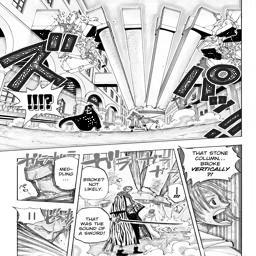 !!!?
THAT STONE
COLUMN...
BROKE
VERTICALLY
?!
!
!!!
BROKE?
NOT
LIKELY.
THAT WAS
THE SOUND
OF A
SWORD!
MED-
DLING
...
!!